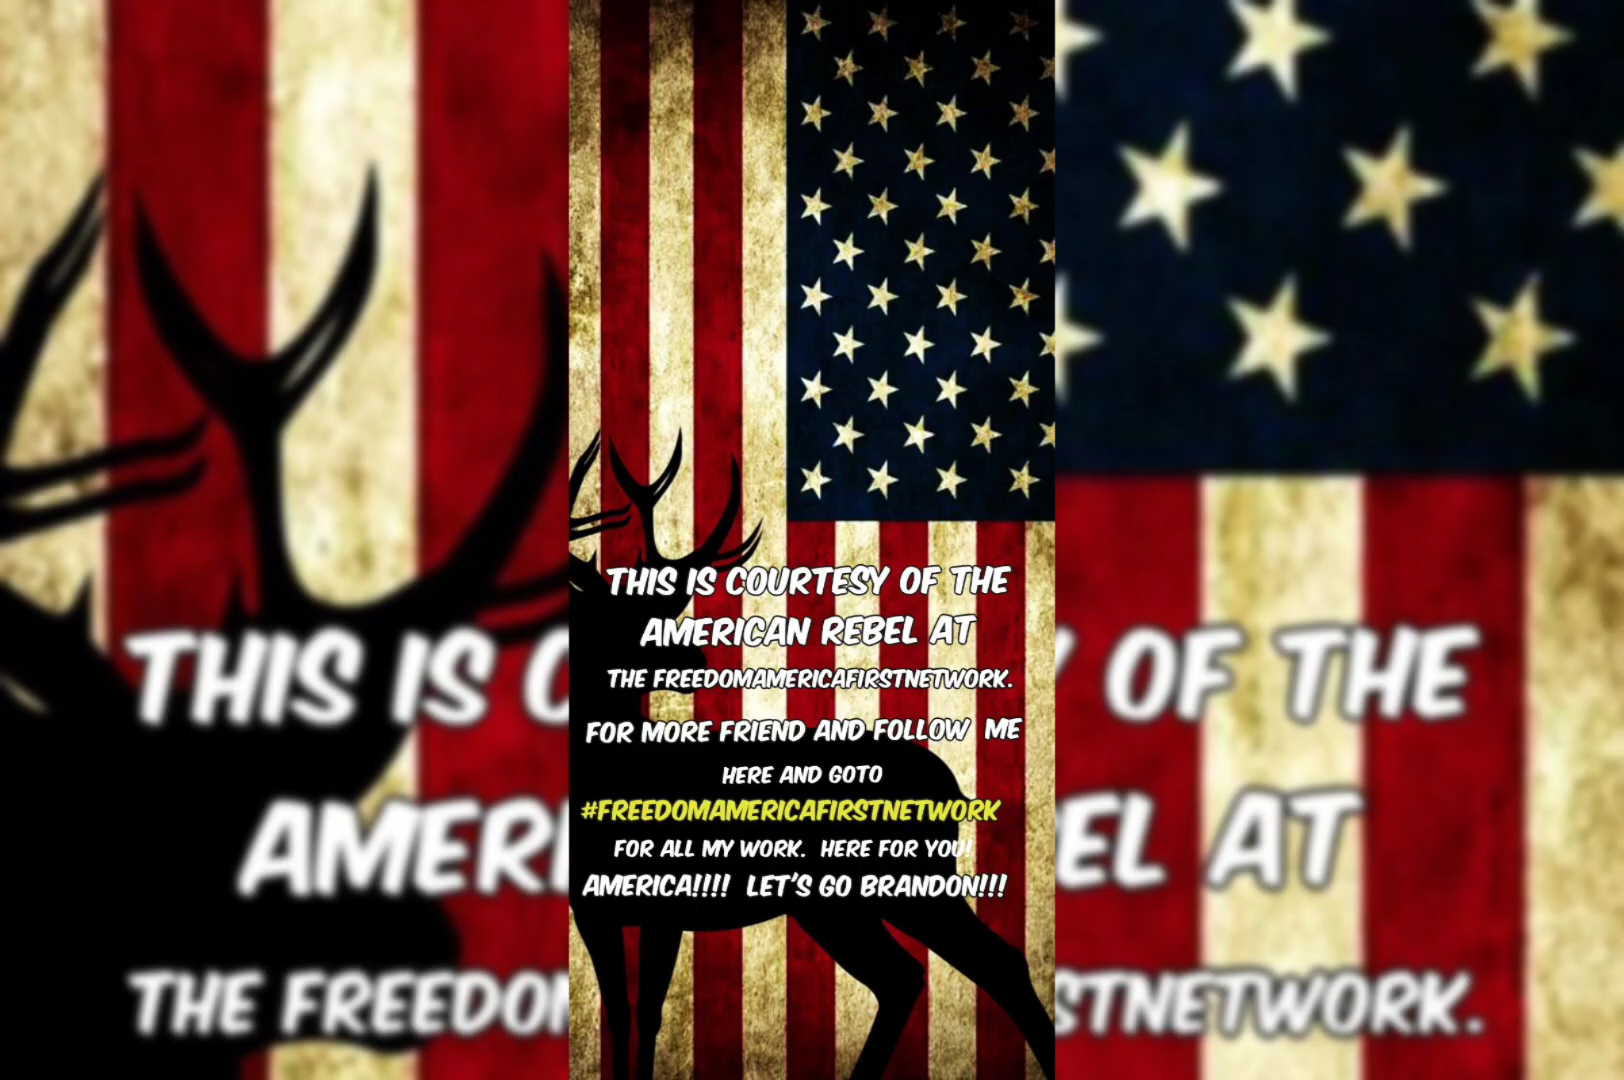 THIS IS COURTESY OF THE
AMERICAN REBEL AT
THE FREEDOMAMERICAFIRSTNETWORK.
FOR MORE FRIEND AND FOLLOW ME
HERE AND GOTO
#FREEDOMAMERICAFIRSTNETWORK
FOR ALL MY WORK. HERE FOR YOU!
AMERICA!!!! LET'S GO BRANDON!!!